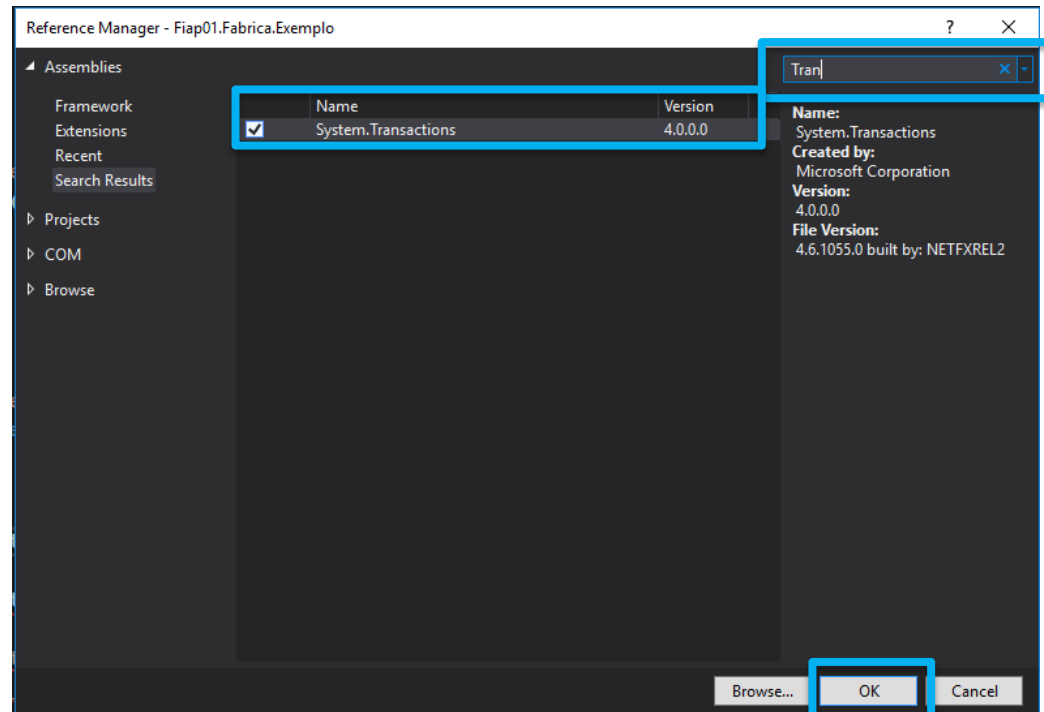 Reference Manager - Fiap01.Fabrica.Exemplo
Assemblies
Framework
Extensions
Recent
Search Results
Projects
COM
Browse
Name Version
System.Transactions 4.0.0.0
Tran
Name:
System.Transactions
Created by:
Microsoft Corporation
Version:
4.0.0.0
File Version:
4.6.1055.0 built by: NETFXREL2
Browse... OK Cancel